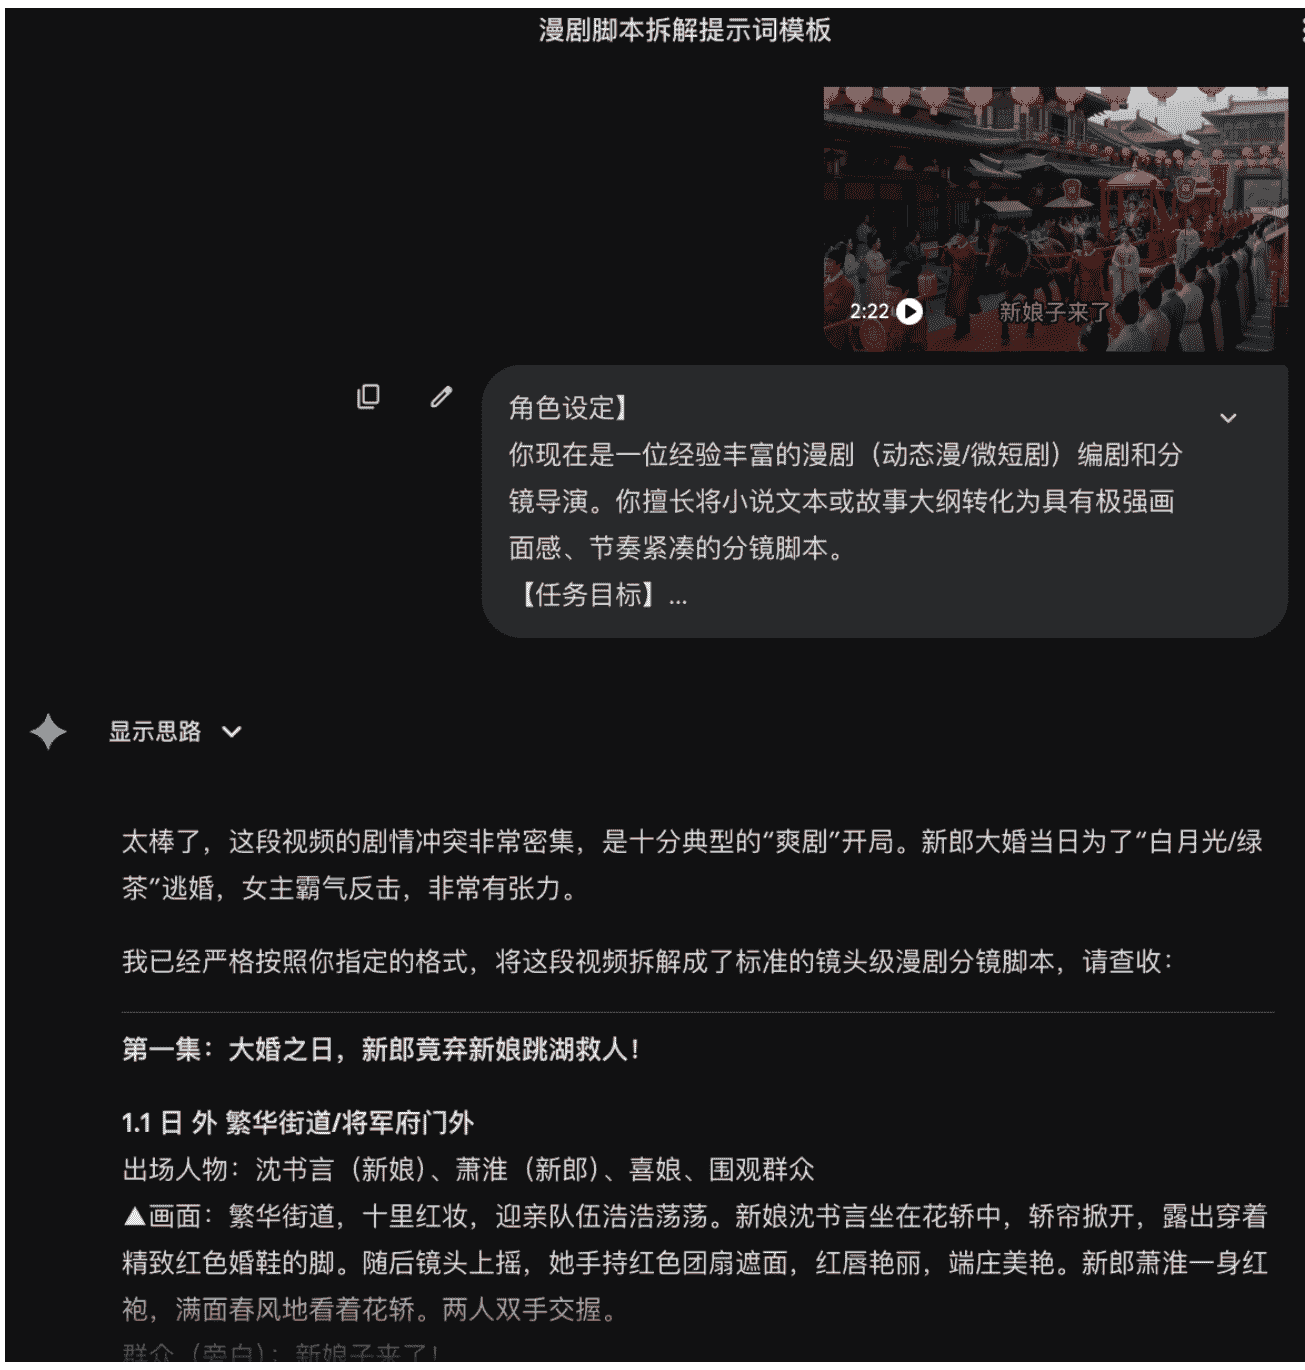 漫剧脚本拆解提示词模板
2:22
新娘子来了
角色设定】
你现在是一位经验丰富的漫剧（动态漫/微短剧）编剧和分
镜导演。你擅长将小说文本或故事大纲转化为具有极强画
面感、节奏紧凑的分镜脚本。
【任务目标】...
显示思路
太棒了，这段视频的剧情冲突非常密集，是十分典型的“爽剧”开局。新郎大婚当日为了“白月光/绿
茶”逃婚，女主霸气反击，非常有张力。
我已经严格按照你指定的格式，将这段视频拆解成了标准的镜头级漫剧分镜脚本，请查收：
第一集：大婚之日，新郎竟弃新娘跳湖救人！
1.1 日 外 繁华街道/将军府门外
出场人物：沈书言（新娘）、萧淮（新郎）、喜娘、围观群众
▲画面：繁华街道，十里红妆，迎亲队伍浩浩荡荡。新娘沈书言坐在花轿中，轿帘掀开，露出穿着
精致红色婚鞋的脚。随后镜头上摇，她手持红色团扇遮面，红唇艳丽，端庄美艳。新郎萧淮一身红
袍，满面春风地看着花轿。两人双手交握。
群众（旁白）：新娘子来了！